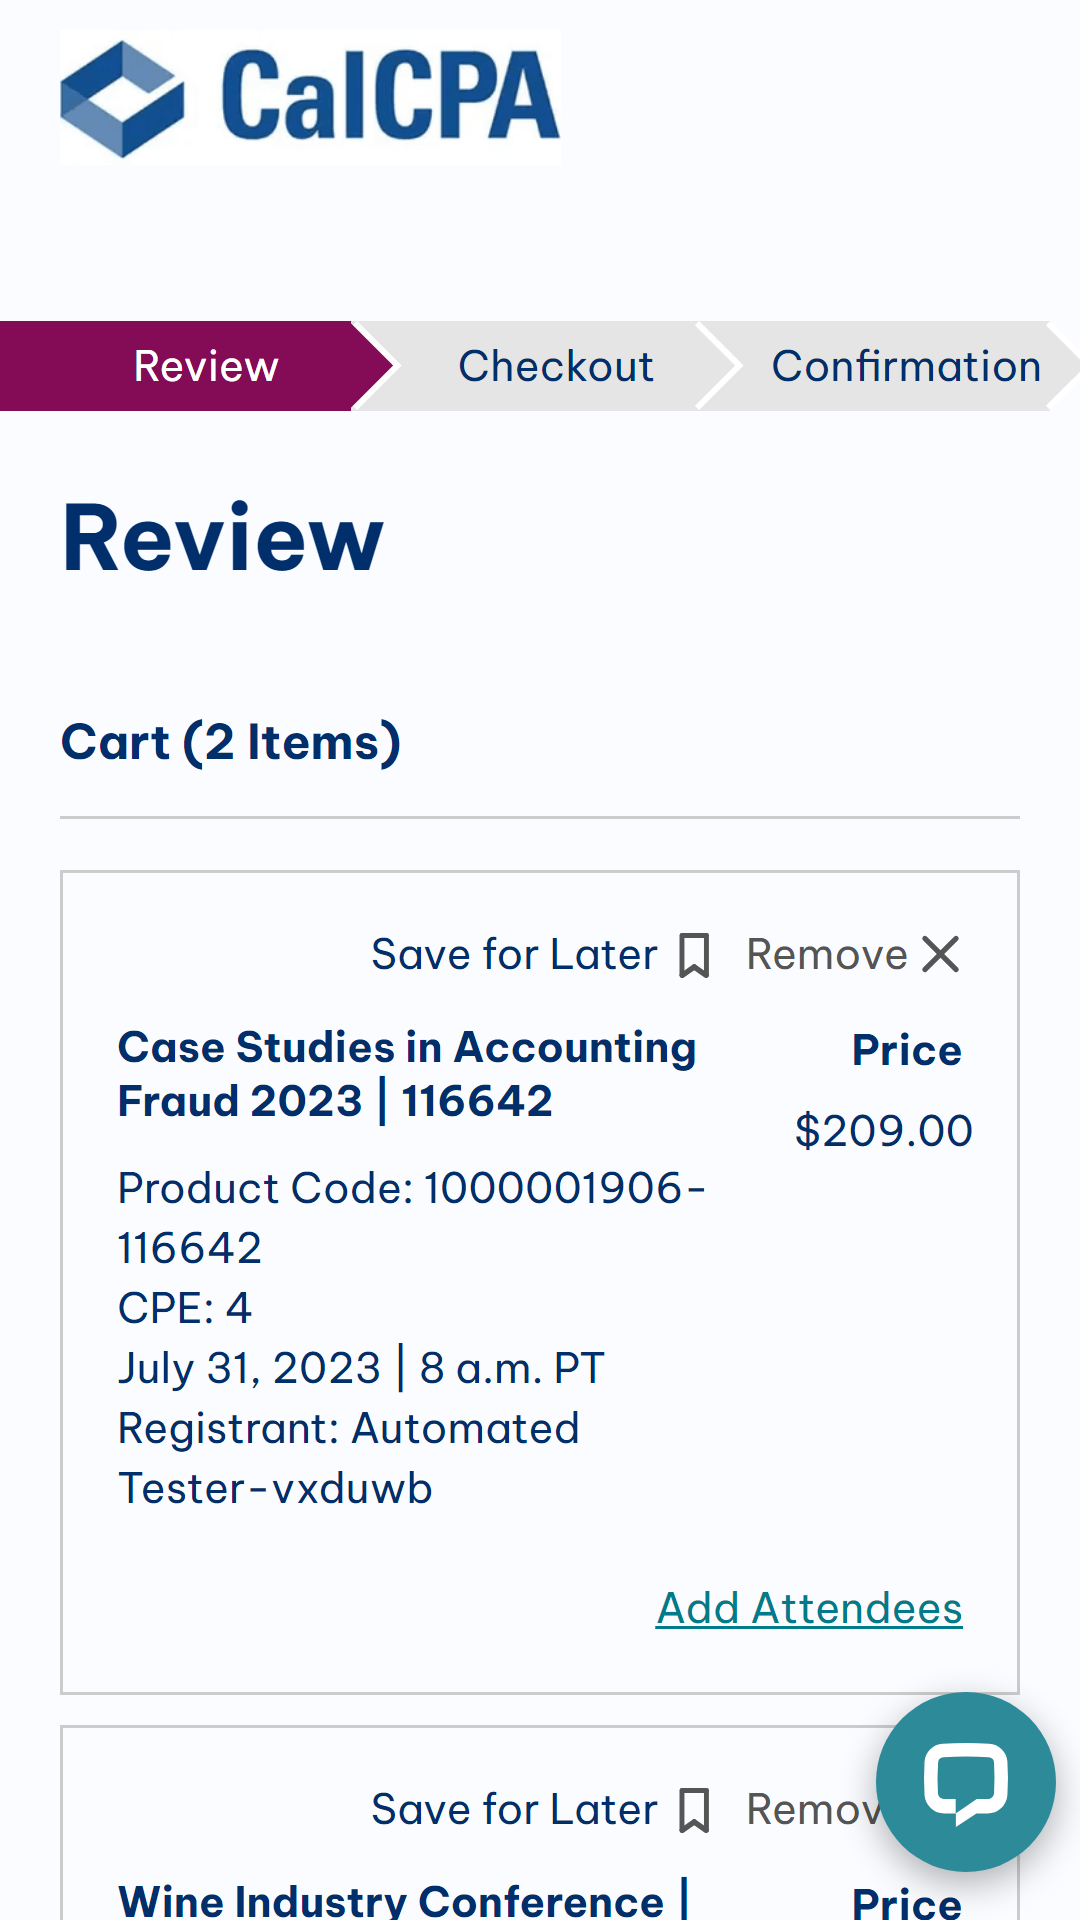 CalCPA
Review
Checkout
Confirmation
Review
Cart (2 Items)
Save for Later
Remove
Case Studies in Accounting
Fraud 2023 | 116642
Price
$209.00
Product Code: 1000001906-
116642
CPE: 4
July 31, 2023 | 8 a.m. PT
Registrant: Automated
Tester-vxduwb
Add Attendees
Save for Later
Remov
Wine Industry Conference |
Price